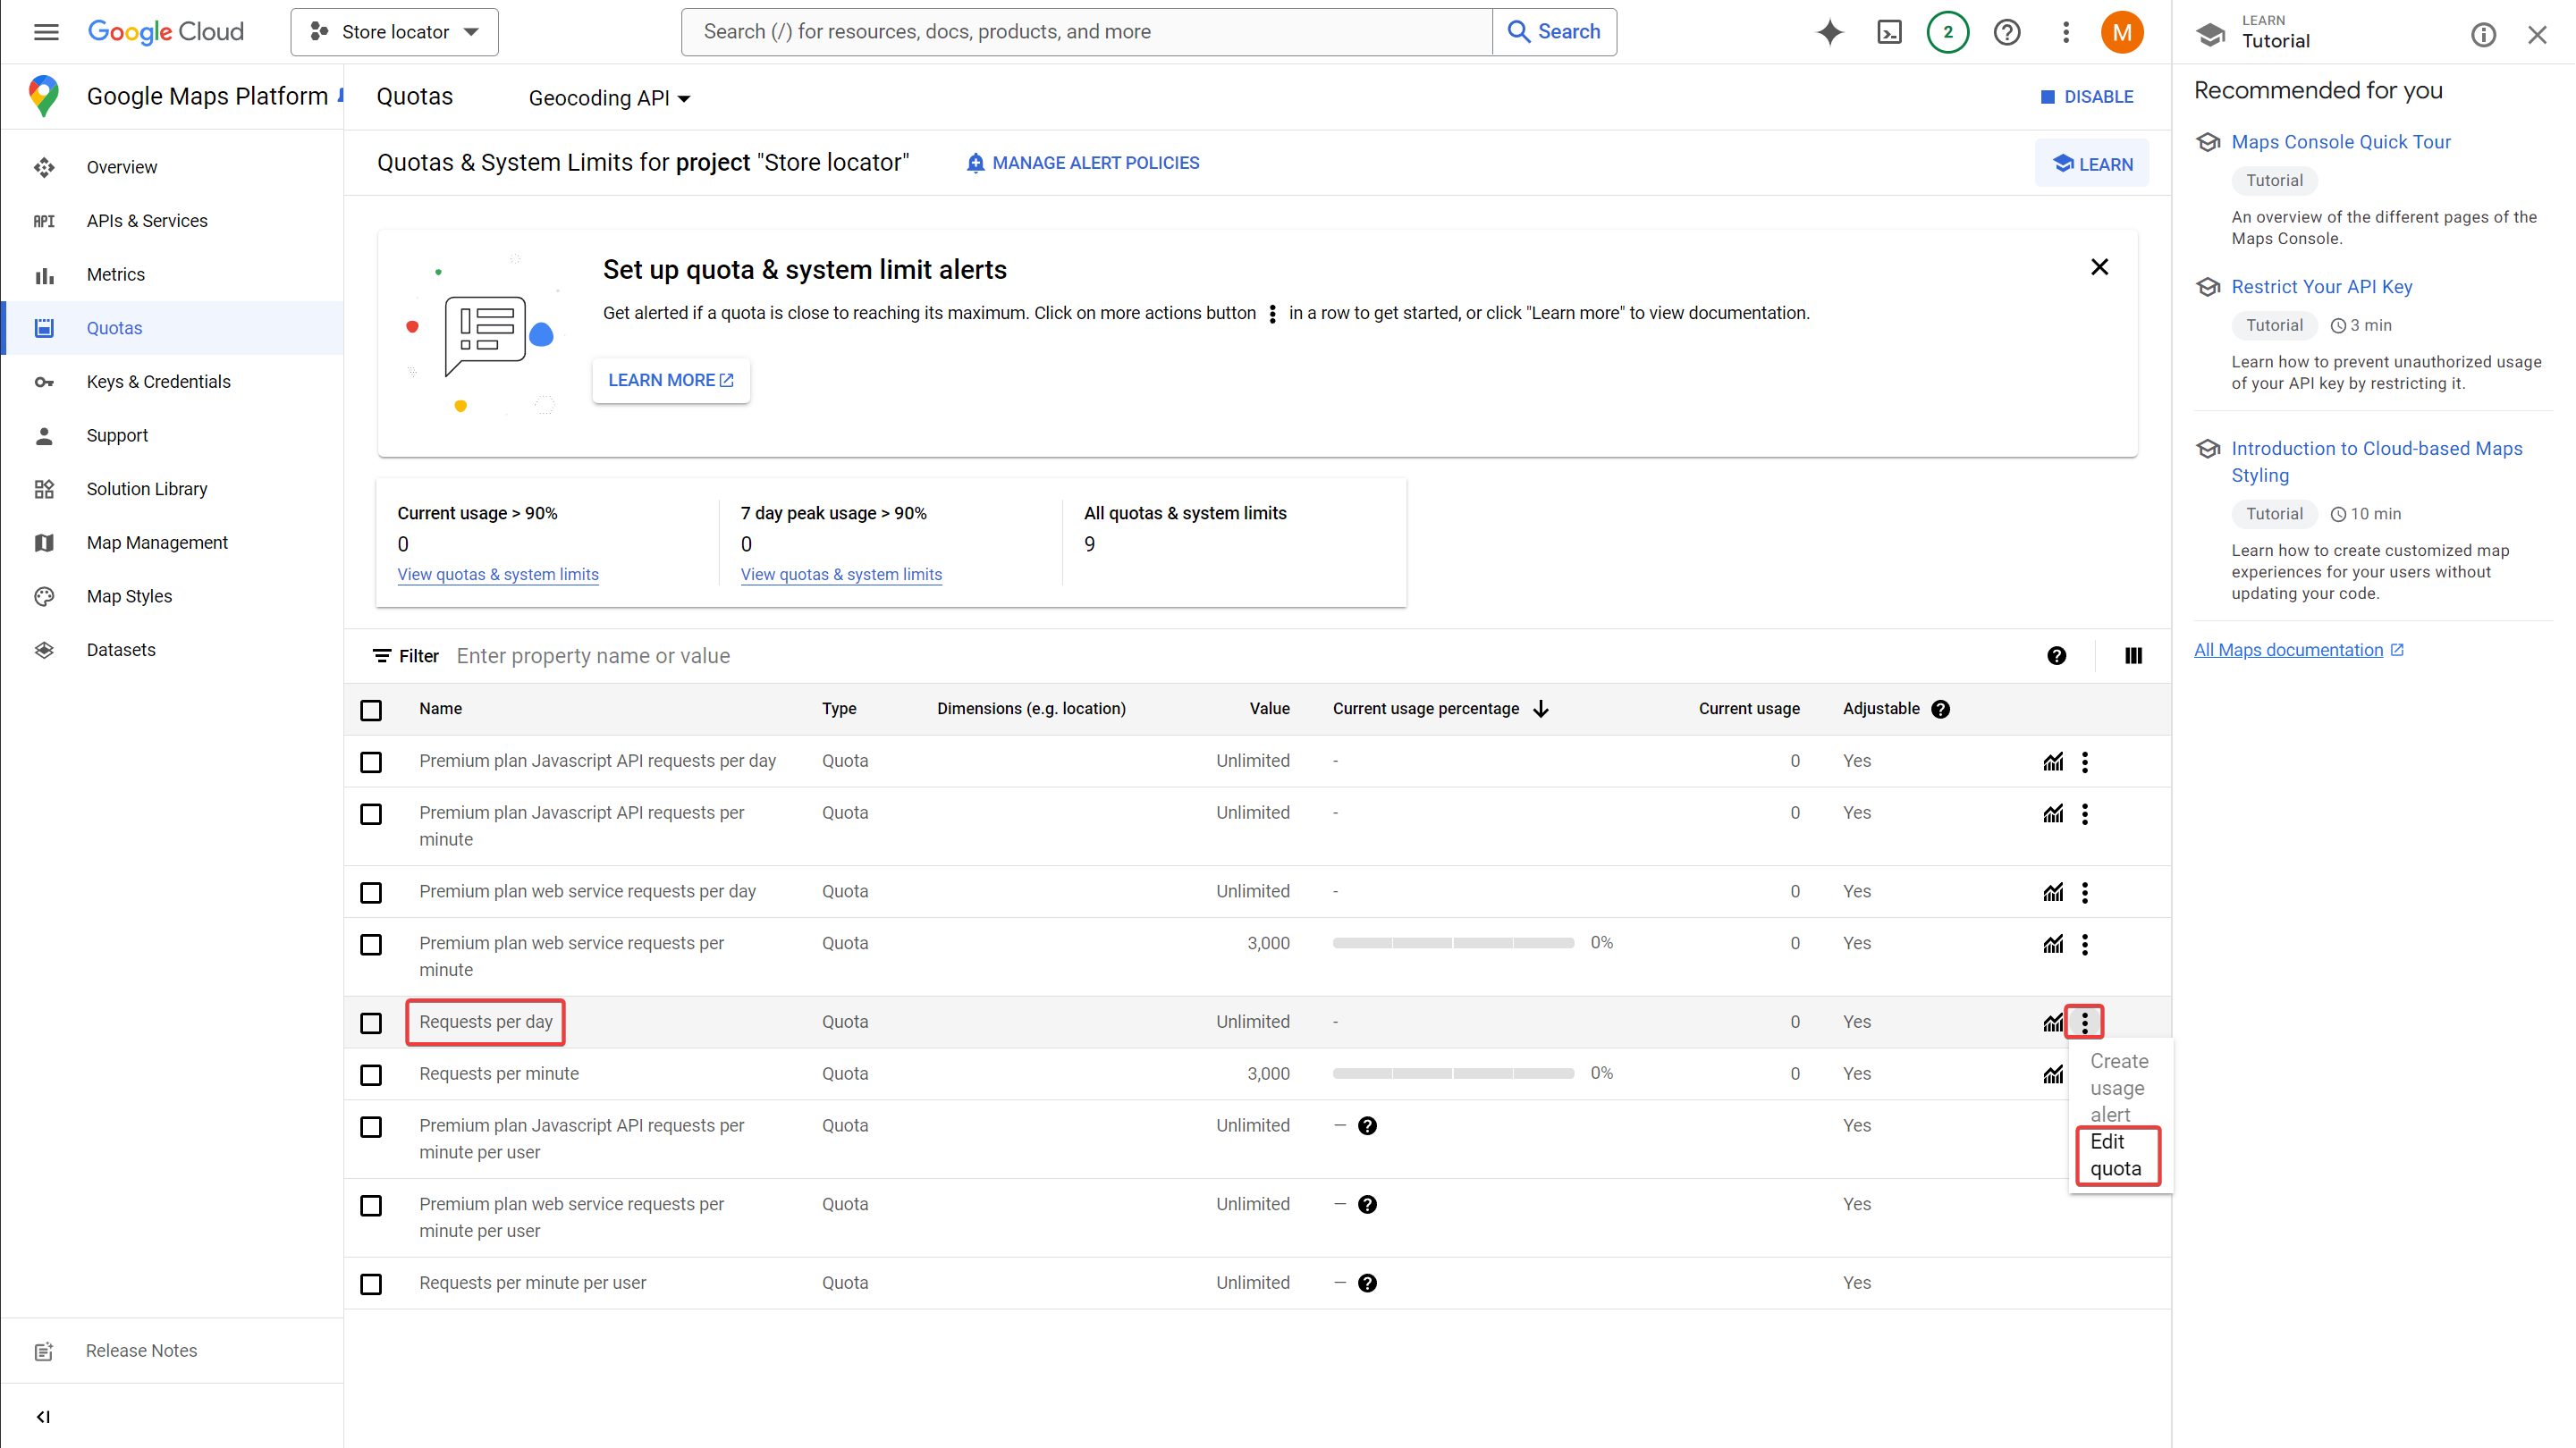 Google Cloud
Store locator
Search (/) for resources, docs, products, and more
Search
2
M
LEARN
Tutorial
Google Maps Platform
Quotas
Geocoding API
DISABLE
Overview
API
APIs & Services
Metrics
Quotas
Keys & Credentials
Support
Solution Library
Map Management
Map Styles
Datasets
Release Notes
Quotas & System Limits for project "Store locator"
MANAGE ALERT POLICIES
LEARN
Set up quota & system limit alerts
Get alerted if a quota is close to reaching its maximum. Click on more actions button in a row to get started, or click "Learn more" to view documentation.
LEARN MORE
Current usage > 90%
0
View quotas & system limits
7 day peak usage > 90%
0
View quotas & system limits
All quotas & system limits
9
Filter Enter property name or value
Name Type Dimensions (e.g. location) Value Current usage percentage Current usage Adjustable
Premium plan Javascript API requests per day Quota Unlimited - 0 Yes
Premium plan Javascript API requests per Quota Unlimited - 0 Yes
minute
Premium plan web service requests per day Quota Unlimited - 0 Yes
Premium plan web service requests per Quota 3,000 0% 0 Yes
minute
Requests per day Quota Unlimited - 0 Yes
Requests per minute Quota 3,000 0% 0 Yes
Premium plan Javascript API requests per Quota Unlimited — Yes
minute per user
Premium plan web service requests per Quota Unlimited — Yes
minute per user
Requests per minute per user Quota Unlimited — Yes
Create
usage
alert
Edit
quota
Recommended for you
Maps Console Quick Tour
Tutorial
An overview of the different pages of the
Maps Console.
Restrict Your API Key
Tutorial 3 min
Learn how to prevent unauthorized usage
of your API key by restricting it.
Introduction to Cloud-based Maps
Styling
Tutorial 10 min
Learn how to create customized map
experiences for your users without
updating your code.
All Maps documentation